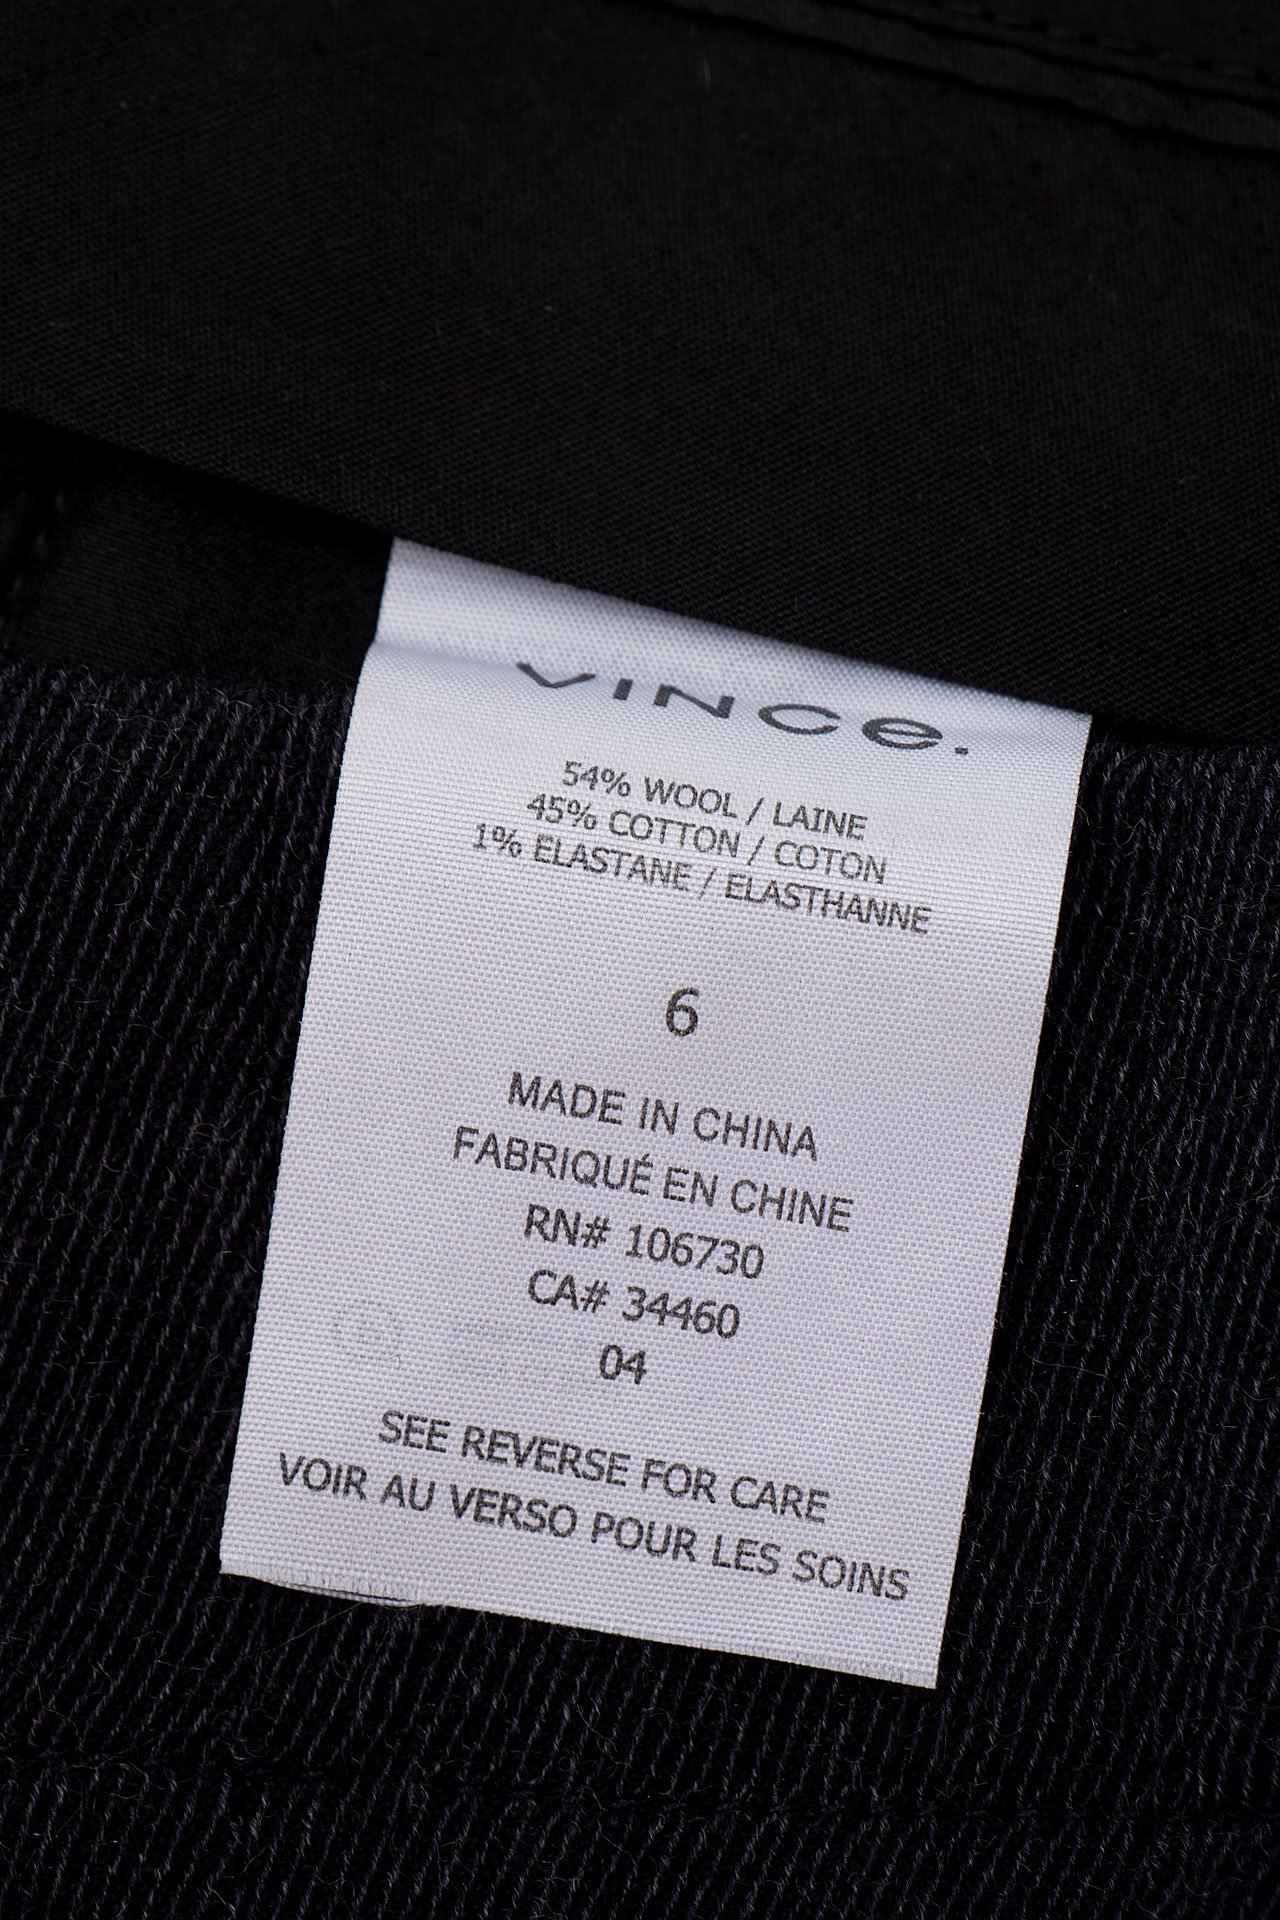 VINCE.
54% WOOL / LAINE
45% COTTON / COTON
1% ELASTANE / ELASTHANNE
6
MADE IN CHINA
FABRIQUÉ EN CHINE
RN# 106730
CA# 34460
04
SEE REVERSE FOR CARE
VOIR AU VERSO POUR LES SOINS